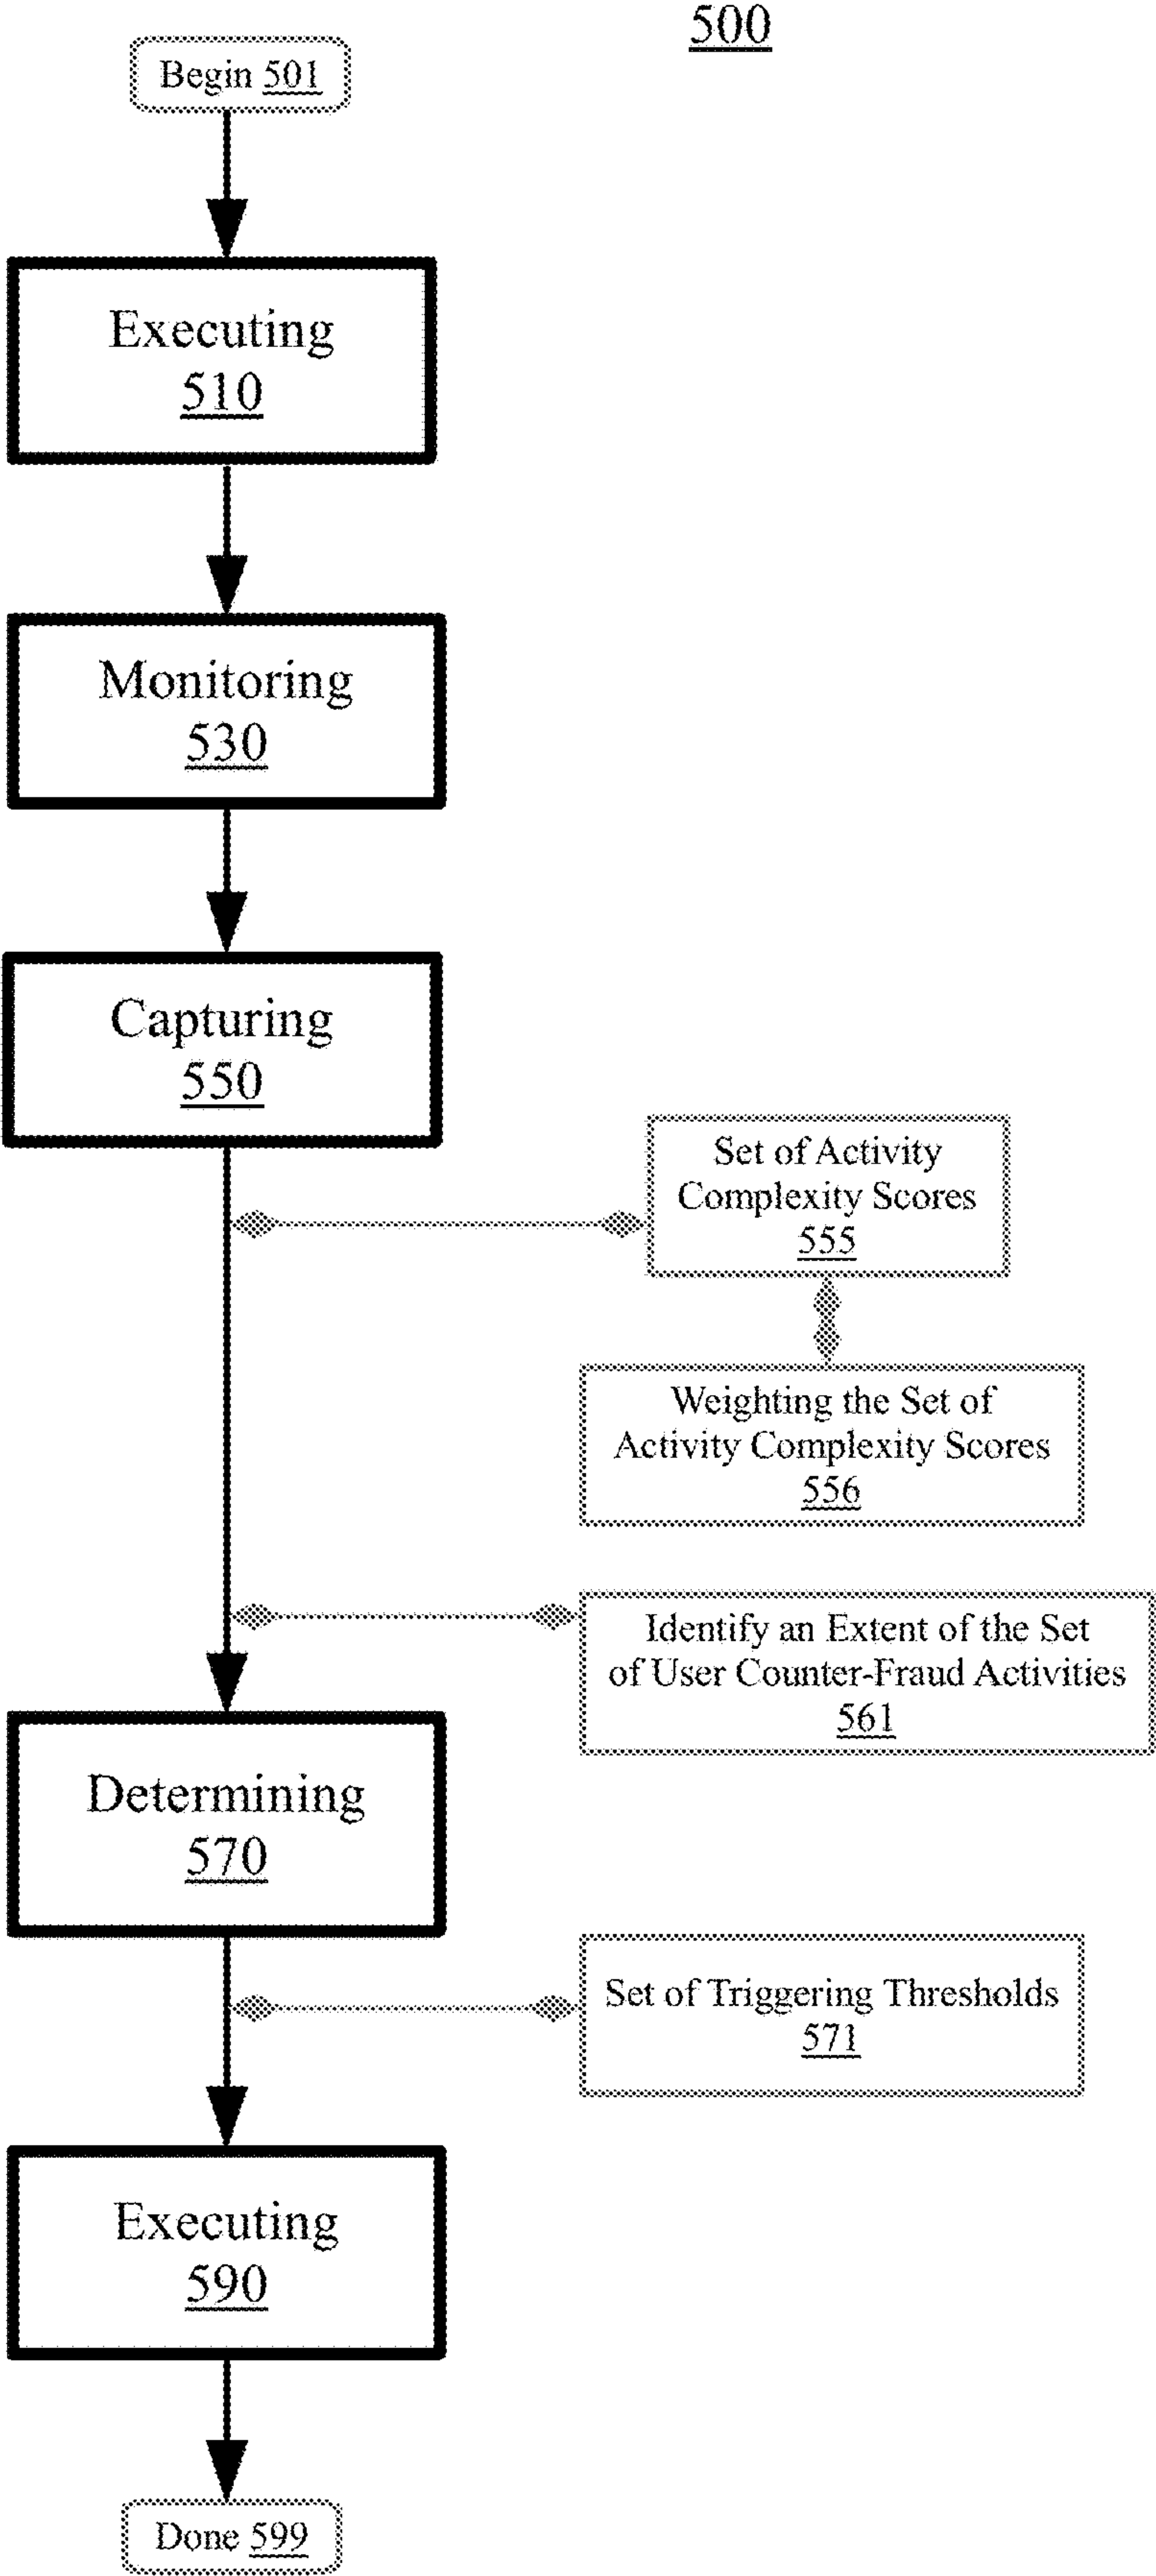 500
Begin 501
Executing
510
Monitoring
530
Capturing
550
Set of Activity
Complexity Scores
555
Weighting the Set of
Activity Complexity Scores
556
Identify an Extent of the Set
of User Counter-Fraud Activities
561
Determining
570
Set of Triggering Thresholds
571
Executing
590
Done 599